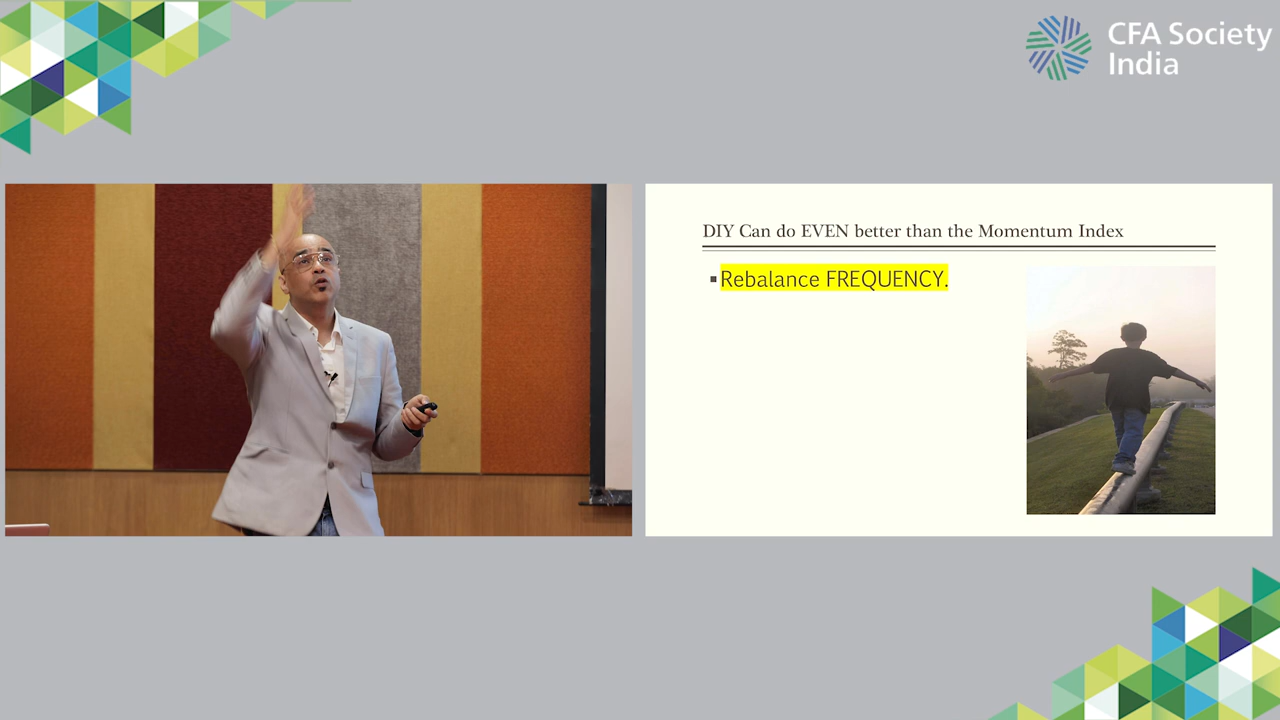 CFA Society
India
DIY Can do EVEN better than the Momentum Index
▪Rebalance FREQUENCY.